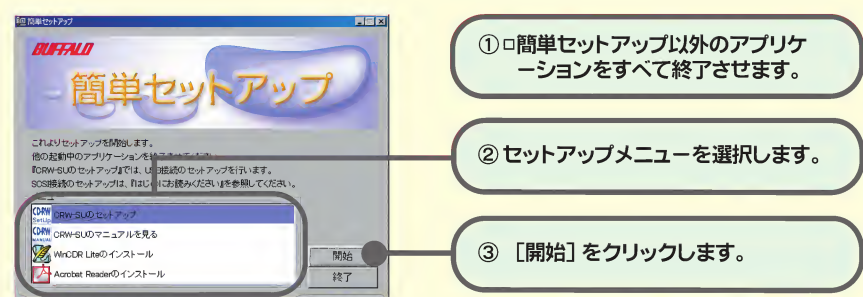 簡単セットアップ
BUFFALO
簡単セットアップ
これよりセットアップを開始します。
他の起動中のアプリケーションを
『CRW-SUのセットアップ』では、USB接続のセットアップを行います。
SCSI接続のセットアップは、『はじめにお読みください』を参照してください。
CD-RW SetUp CRW-SUのセットアップ
CD-RW MANUAL CRW-SUのマニュアルを見る
WinCDR Liteのインストール
Acrobat Readerのインストール
開始
終了
①□簡単セットアップ以外のアプリケ
ーションをすべて終了させます。
②セットアップメニューを選択します。
③ [開始]をクリックします。